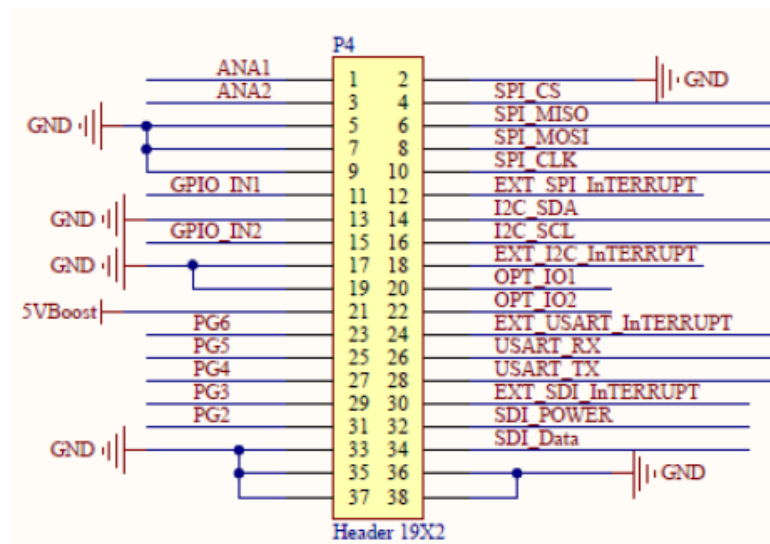 P4
ANA1 1 2 GND
ANA2 3 4 SPI_CS
GND 5 6 SPI_MISO
7 8 SPI_MOSI
9 10 SPI_CLK
GPIO_IN1 11 12 EXT_SPI_InTERRUPT
GND 13 14 I2C_SDA
GPIO_IN2 15 16 I2C_SCL
GND 17 18 EXT_I2C_InTERRUPT
19 20 OPT_IO1
5VBoost 21 22 OPT_IO2
PG6 23 24 EXT_USART_InTERRUPT
PG5 25 26 USART_RX
PG4 27 28 USART_TX
PG3 29 30 EXT_SDI_InTERRUPT
PG2 31 32 SDI_POWER
GND 33 34 SDI_Data
35 36 GND
37 38
Header 19X2